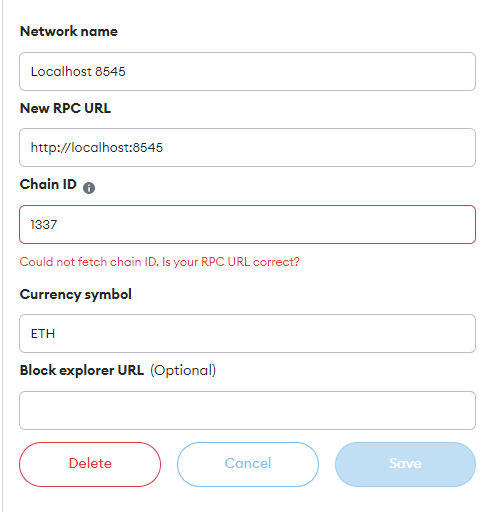 Network name
Localhost 8545
New RPC URL
http://localhost:8545
Chain ID
1337
Could not fetch chain ID. Is your RPC URL correct?
Currency symbol
ETH
Block explorer URL (Optional)
Delete Cancel Save